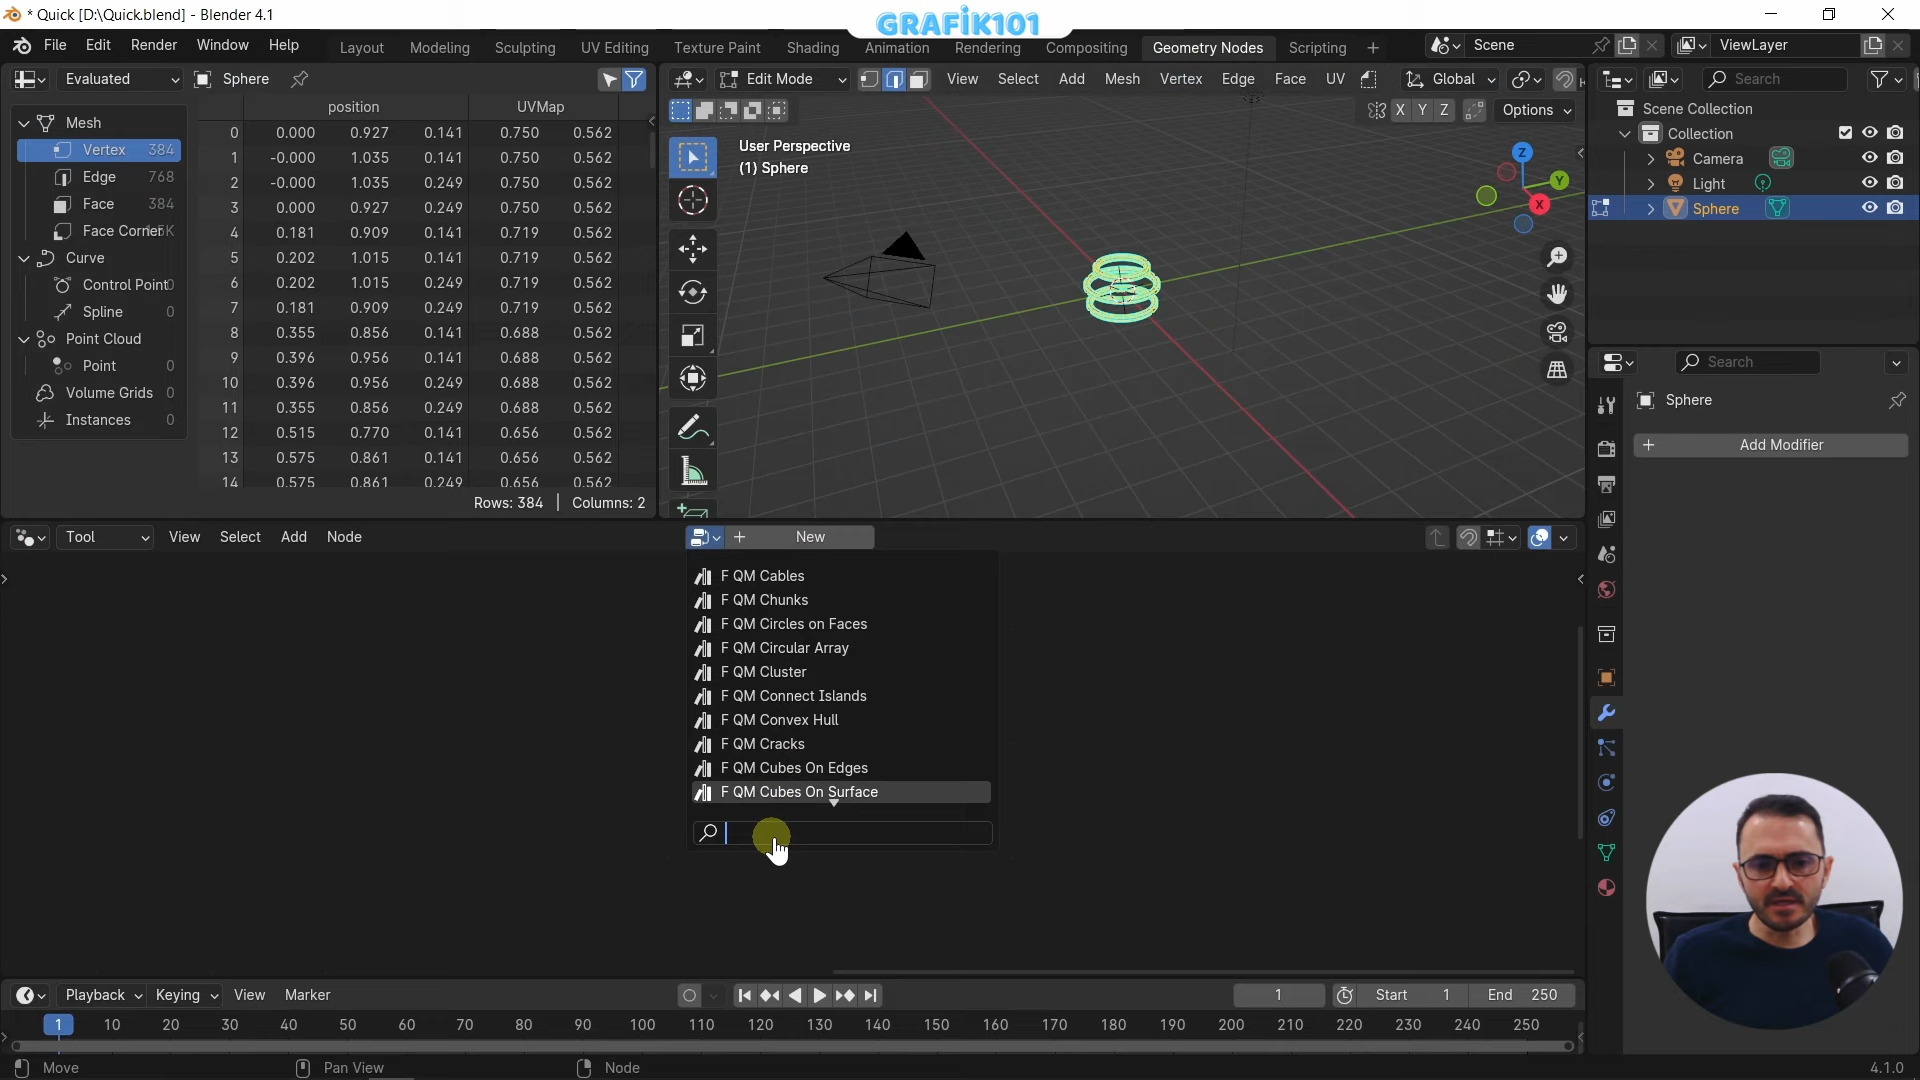 * Quick [D:\Quick.blend] - Blender 4.1
GRAFİK101
File Edit Render Window Help
Layout Modeling Sculpting UV Editing Texture Paint Shading Animation Rendering Compositing Geometry Nodes Scripting
Scene
ViewLayer
Evaluated
Sphere
Edit Mode
View Select Add Mesh Vertex Edge Face UV
Global
Search
position UVMap
X Y Z
Options
Mesh
Vertex 384
Edge 768
Face 384
Face Corner
Curve
Control Point 0
Spline 0
Point Cloud
Point 0
Volume Grids 0
Instances 0
0 0.000 0.927 0.141 0.750 0.562
1 -0.000 1.035 0.141 0.750 0.562
2 -0.000 1.035 0.249 0.750 0.562
3 0.000 0.927 0.249 0.750 0.562
4 0.181 0.909 0.141 0.719 0.562
5 0.202 1.015 0.141 0.719 0.562
6 0.202 1.015 0.249 0.719 0.562
7 0.181 0.909 0.249 0.719 0.562
8 0.355 0.856 0.141 0.688 0.562
9 0.396 0.956 0.141 0.688 0.562
10 0.396 0.956 0.249 0.688 0.562
11 0.355 0.856 0.249 0.688 0.562
12 0.515 0.770 0.141 0.656 0.562
13 0.575 0.861 0.141 0.656 0.562
14 0.575 0.861 0.249 0.656 0.562
Rows: 384 | Columns: 2
User Perspective
(1) Sphere
Z
Y
X
Scene Collection
Collection
Camera
Light
Sphere
Search
Sphere
Add Modifier
Tool
View Select Add Node
New
F QM Cables
F QM Chunks
F QM Circles on Faces
F QM Circular Array
F QM Cluster
F QM Connect Islands
F QM Convex Hull
F QM Cracks
F QM Cubes On Edges
F QM Cubes On Surface
Playback Keying View Marker
1
Start 1
End 250
1 10 20 30 40 50 60 70 80 90 100 110 120 130 140 150 160 170 180 190 200 210 220 230 240 250
Move
Pan View
Node
4.1.0